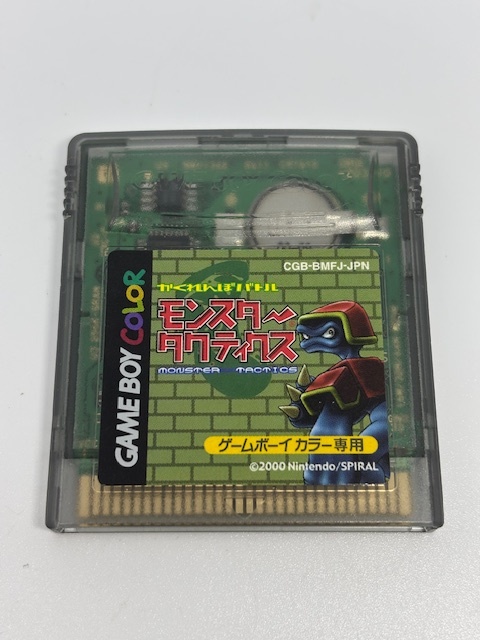 CGB-BMFJ-JPN
GAME BOY COLOR
かくれんぼバトル
モンスター
タクティクス
MONSTER TACTICS
ゲームボーイ カラー専用
©2000 Nintendo/SPIRAL